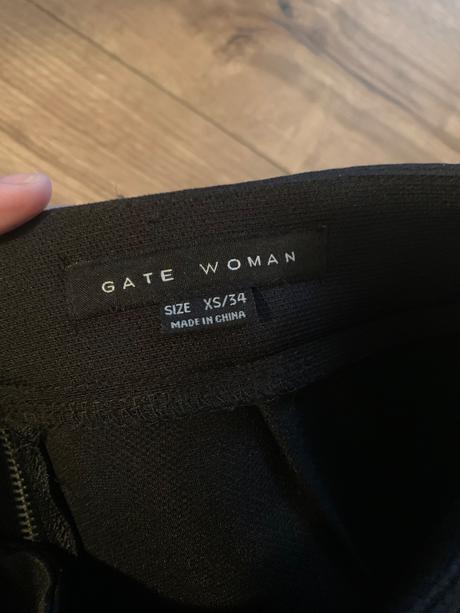 GATE WOMAN
SIZE XS/34
MADE IN CHINA